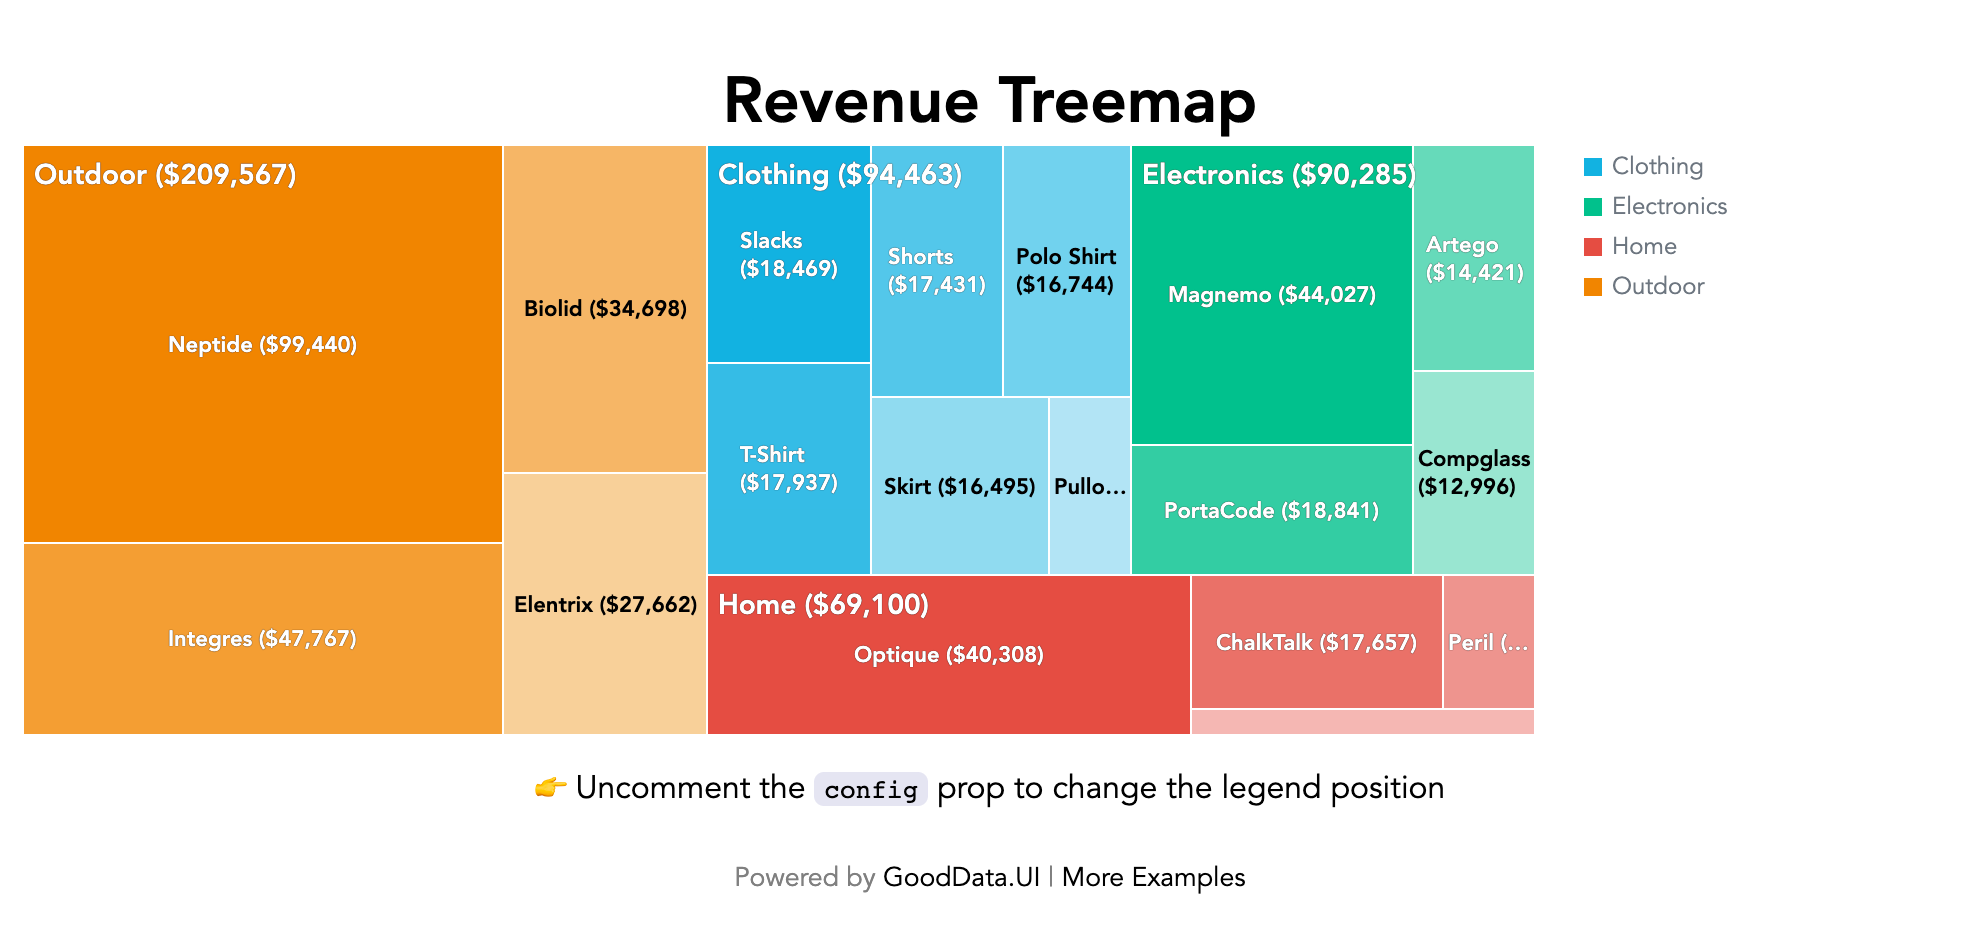 Revenue Treemap
Outdoor ($209,567)
Neptide ($99,440)
Integres ($47,767)
Biolid ($34,698)
Elentrix ($27,662)
Clothing ($94,463)
Slacks
($18,469)
T-Shirt
($17,937)
Shorts
($17,431)
Polo Shirt
($16,744)
Skirt ($16,495)
Pullo…
Electronics ($90,285)
Magnemo ($44,027)
PortaCode ($18,841)
Artego
($14,421)
Compglass
($12,996)
Home ($69,100)
Optique ($40,308)
ChalkTalk ($17,657)
Peril (…
Clothing
Electronics
Home
Outdoor
👉 Uncomment the config prop to change the legend position
Powered by GoodData.UI | More Examples